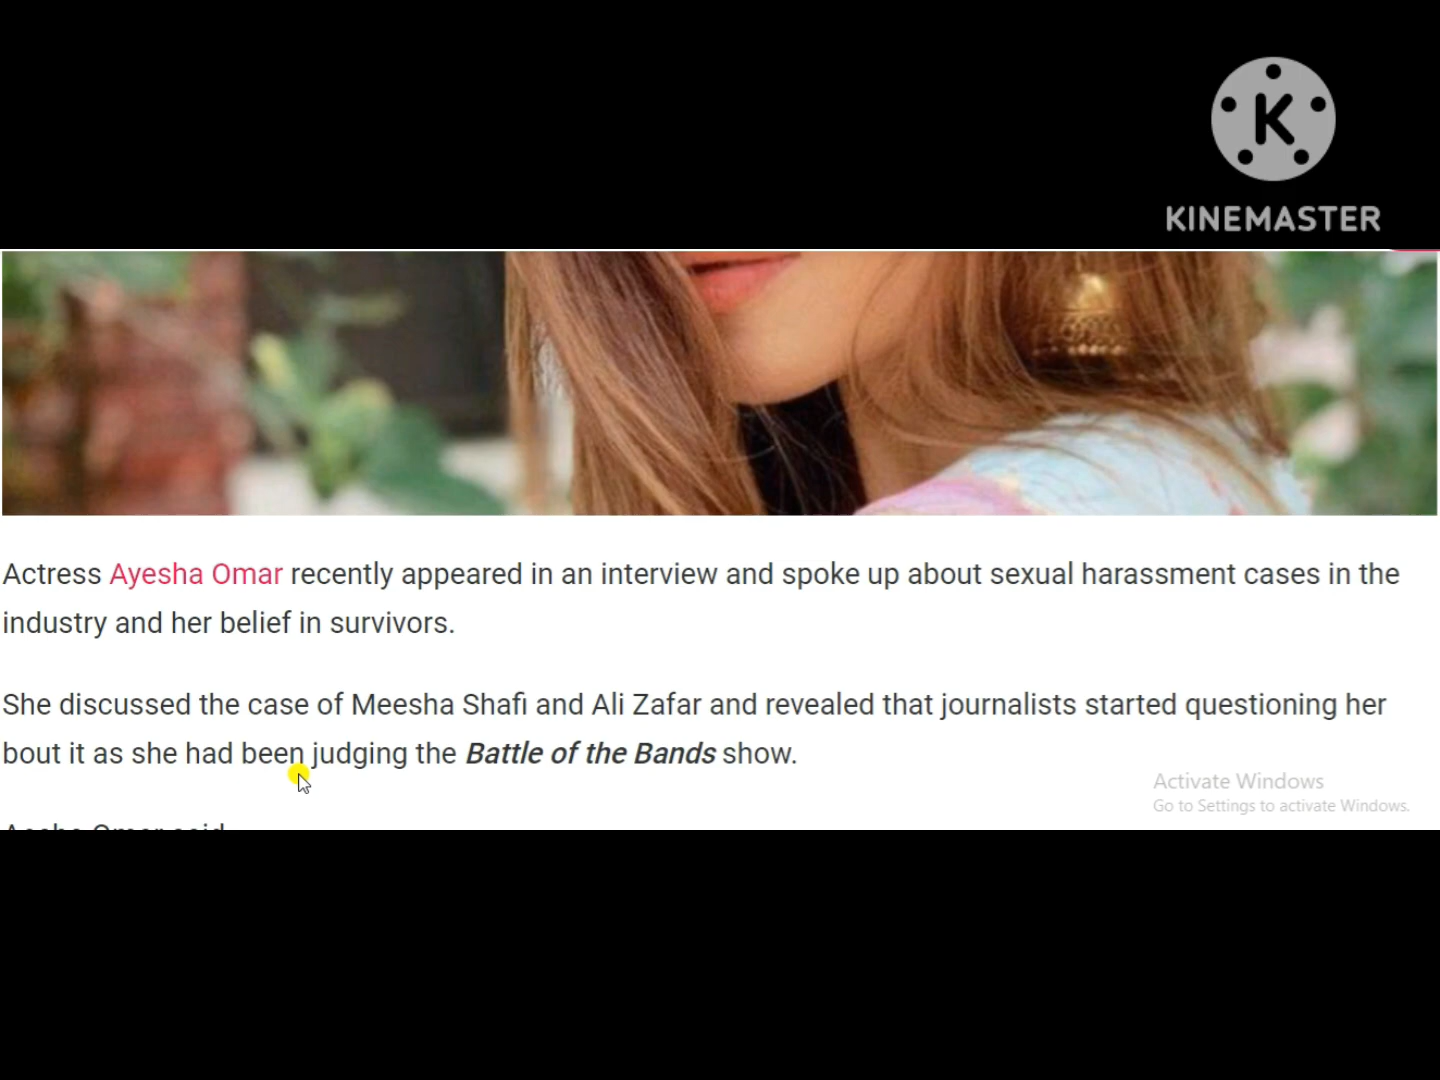 K
KINEMASTER
Actress Ayesha Omar recently appeared in an interview and spoke up about sexual harassment cases in the
industry and her belief in survivors.
She discussed the case of Meesha Shafi and Ali Zafar and revealed that journalists started questioning her
bout it as she had been judging the Battle of the Bands show.
Activate Windows
Go to Settings to activate Windows.